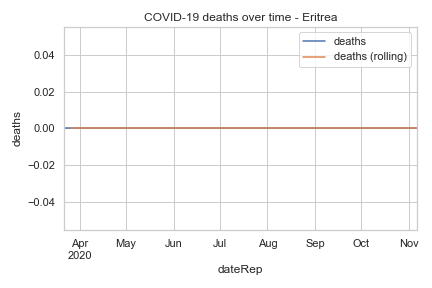 COVID-19 deaths over time - Eritrea
deaths
deaths (rolling)
0.04
0.02
0.00
−0.02
−0.04
deaths
Apr
2020
May
Jun
Jul
Aug
Sep
Oct
Nov
dateRep